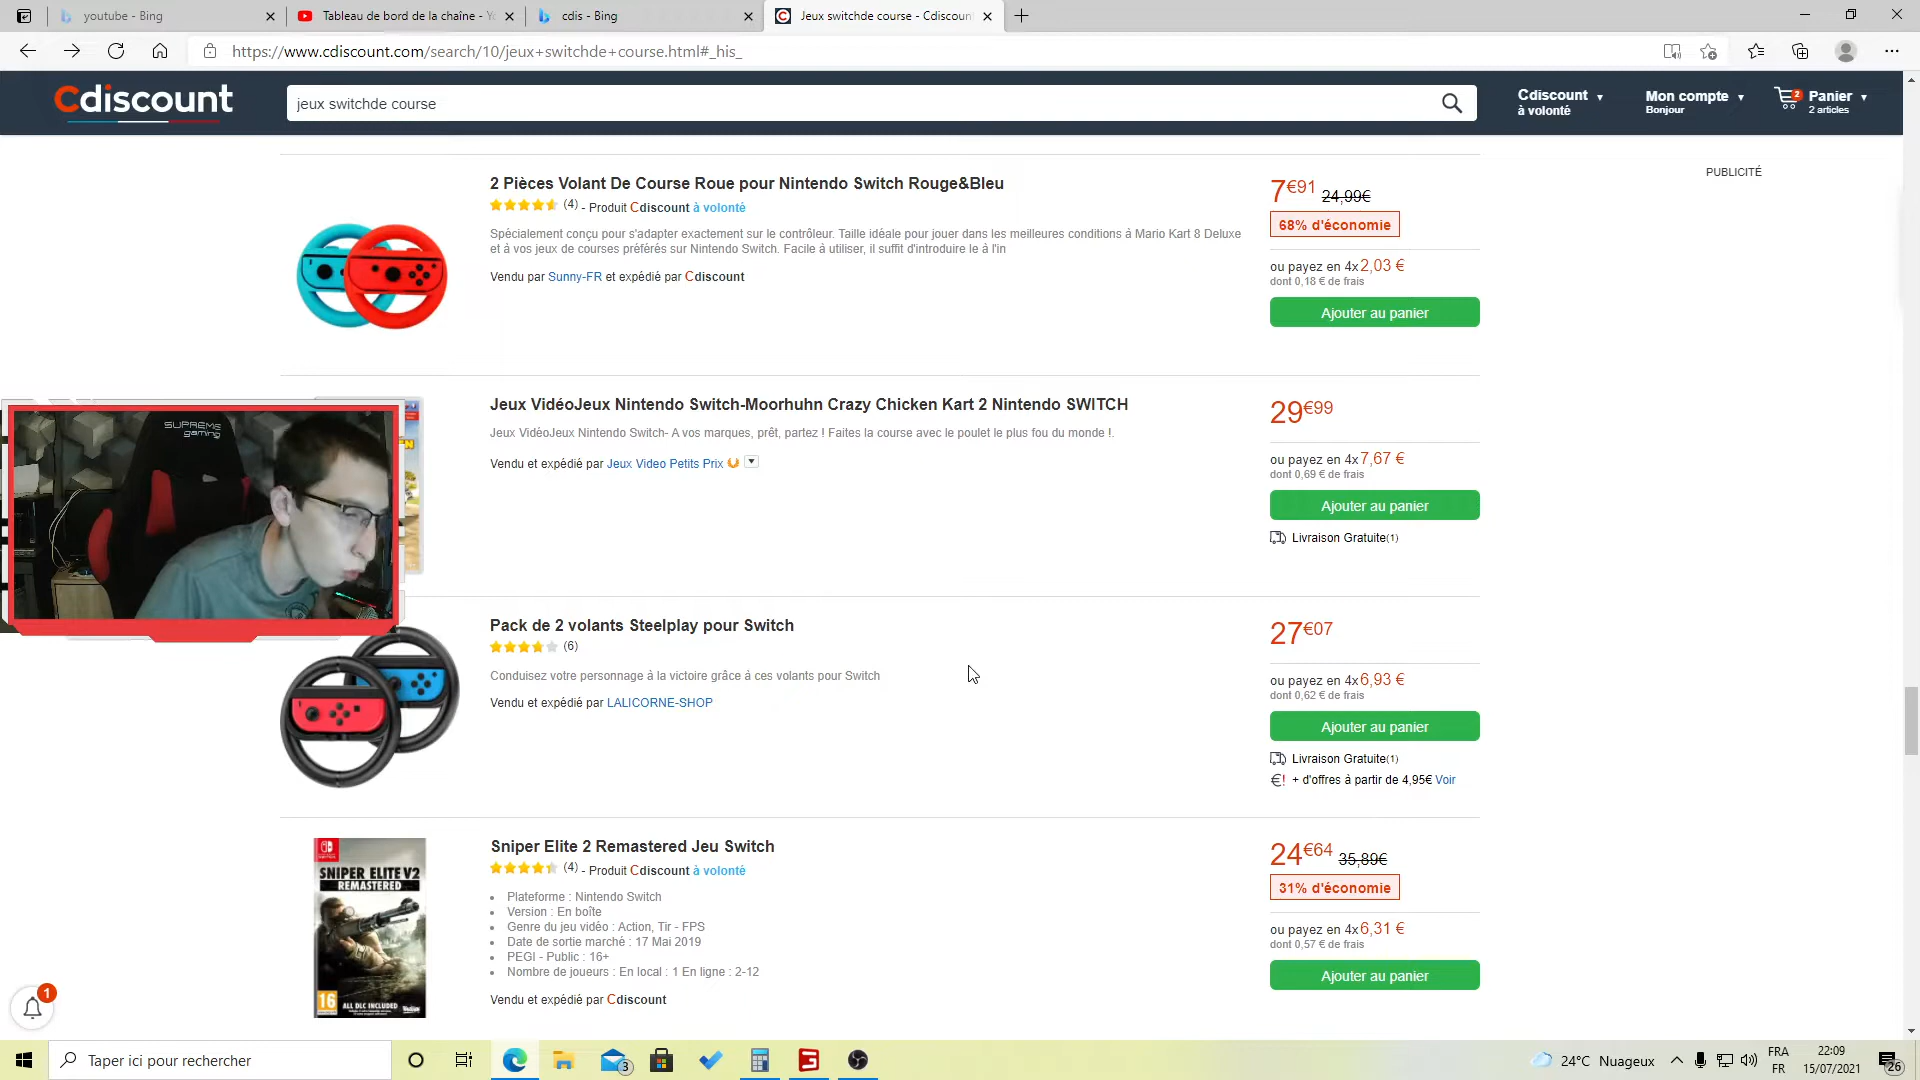 youtube - Bing
Tableau de bord de la chaîne - Yo
cdis - Bing
Jeux switchde course - Cdiscount
https://www.cdiscount.com/search/10/jeux+switchde+course.html#_his_
Cdiscount
jeux switchde course
Cdiscount
à volonté
Mon compte
Bonjour
2
Panier
2 articles
PUBLICITÉ
2 Pièces Volant De Course Roue pour Nintendo Switch Rouge&Bleu
(4) - Produit Cdiscount à volonté
Spécialement conçu pour s'adapter exactement sur le contrôleur. Taille idéale pour jouer dans les meilleures conditions à Mario Kart 8 Deluxe
et à vos jeux de courses préférés sur Nintendo Switch. Facile à utiliser, il suffit d'introduire le à l'in
Vendu par Sunny-FR et expédié par Cdiscount
7€91 24,99€
68% d'économie
ou payez en 4x 2,03 €
dont 0,18 € de frais
Ajouter au panier
Jeux VidéoJeux Nintendo Switch-Moorhuhn Crazy Chicken Kart 2 Nintendo SWITCH
Jeux VidéoJeux Nintendo Switch- A vos marques, prêt, partez ! Faites la course avec le poulet le plus fou du monde !.
Vendu et expédié par Jeux Video Petits Prix
29€99
ou payez en 4x 7,67 €
dont 0,69 € de frais
Ajouter au panier
Livraison Gratuite(1)
SUPREME
gaming
Pack de 2 volants Steelplay pour Switch
(6)
Conduisez votre personnage à la victoire grâce à ces volants pour Switch
Vendu et expédié par LALICORNE-SHOP
27€07
ou payez en 4x 6,93 €
dont 0,62 € de frais
Ajouter au panier
Livraison Gratuite(1)
€! + d'offres à partir de 4,95€ Voir
SNIPER ELITE V2
REMASTERED
16
ALL DLC INCLUDED
Sniper Elite 2 Remastered Jeu Switch
(4) - Produit Cdiscount à volonté
Plateforme : Nintendo Switch
Version : En boîte
Genre du jeu vidéo : Action, Tir - FPS
Date de sortie marché : 17 Mai 2019
PEGI - Public : 16+
Nombre de joueurs : En local : 1 En ligne : 2-12
Vendu et expédié par Cdiscount
24€64 35,89€
31% d'économie
ou payez en 4x 6,31 €
dont 0,57 € de frais
Ajouter au panier
1
Taper ici pour rechercher
3
24°C Nuageux
FRA
FR
22:09
15/07/2021
26